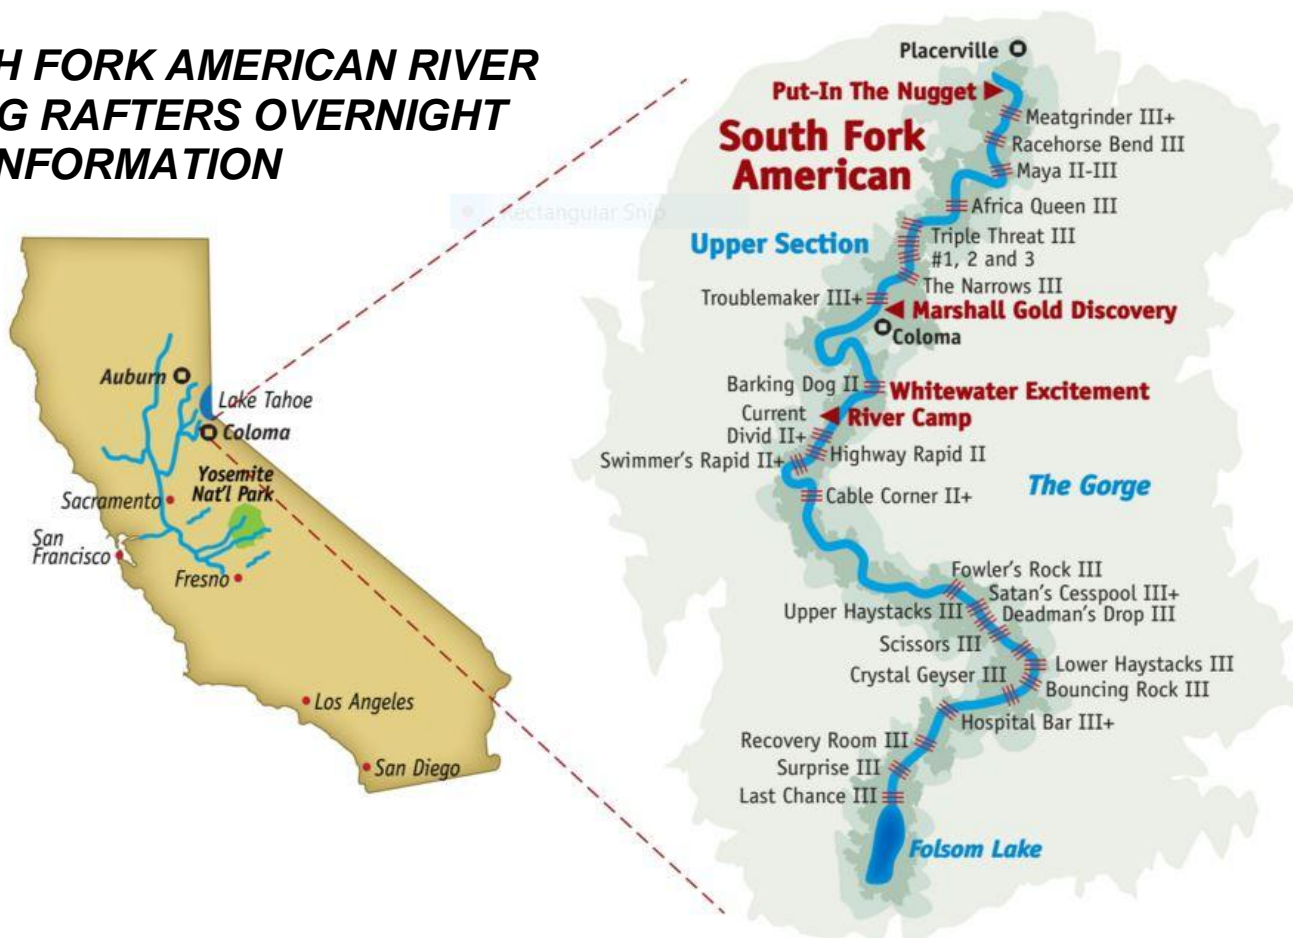 H FORK AMERICAN RIVER
G RAFTERS OVERNIGHT
NFORMATION
Rectangular Snip
Auburn
Lake Tahoe
Coloma
Yosemite
Nat'l Park
Sacramento
San
Francisco
Fresno
Los Angeles
San Diego
Placerville
Put-In The Nugget
South Fork
American
Meatgrinder III+
Racehorse Bend III
Maya II-III
Africa Queen III
Upper Section
Triple Threat III
#1, 2 and 3
The Narrows III
Troublemaker III+
Marshall Gold Discovery
Coloma
Barking Dog II
Whitewater Excitement
River Camp
Current
Divid II+
Highway Rapid II
Swimmer's Rapid II+
Cable Corner II+
The Gorge
Fowler's Rock III
Satan's Cesspool III+
Upper Haystacks III
Deadman's Drop III
Scissors III
Lower Haystacks III
Crystal Geyser III
Bouncing Rock III
Hospital Bar III+
Recovery Room III
Surprise III
Last Chance III
Folsom Lake